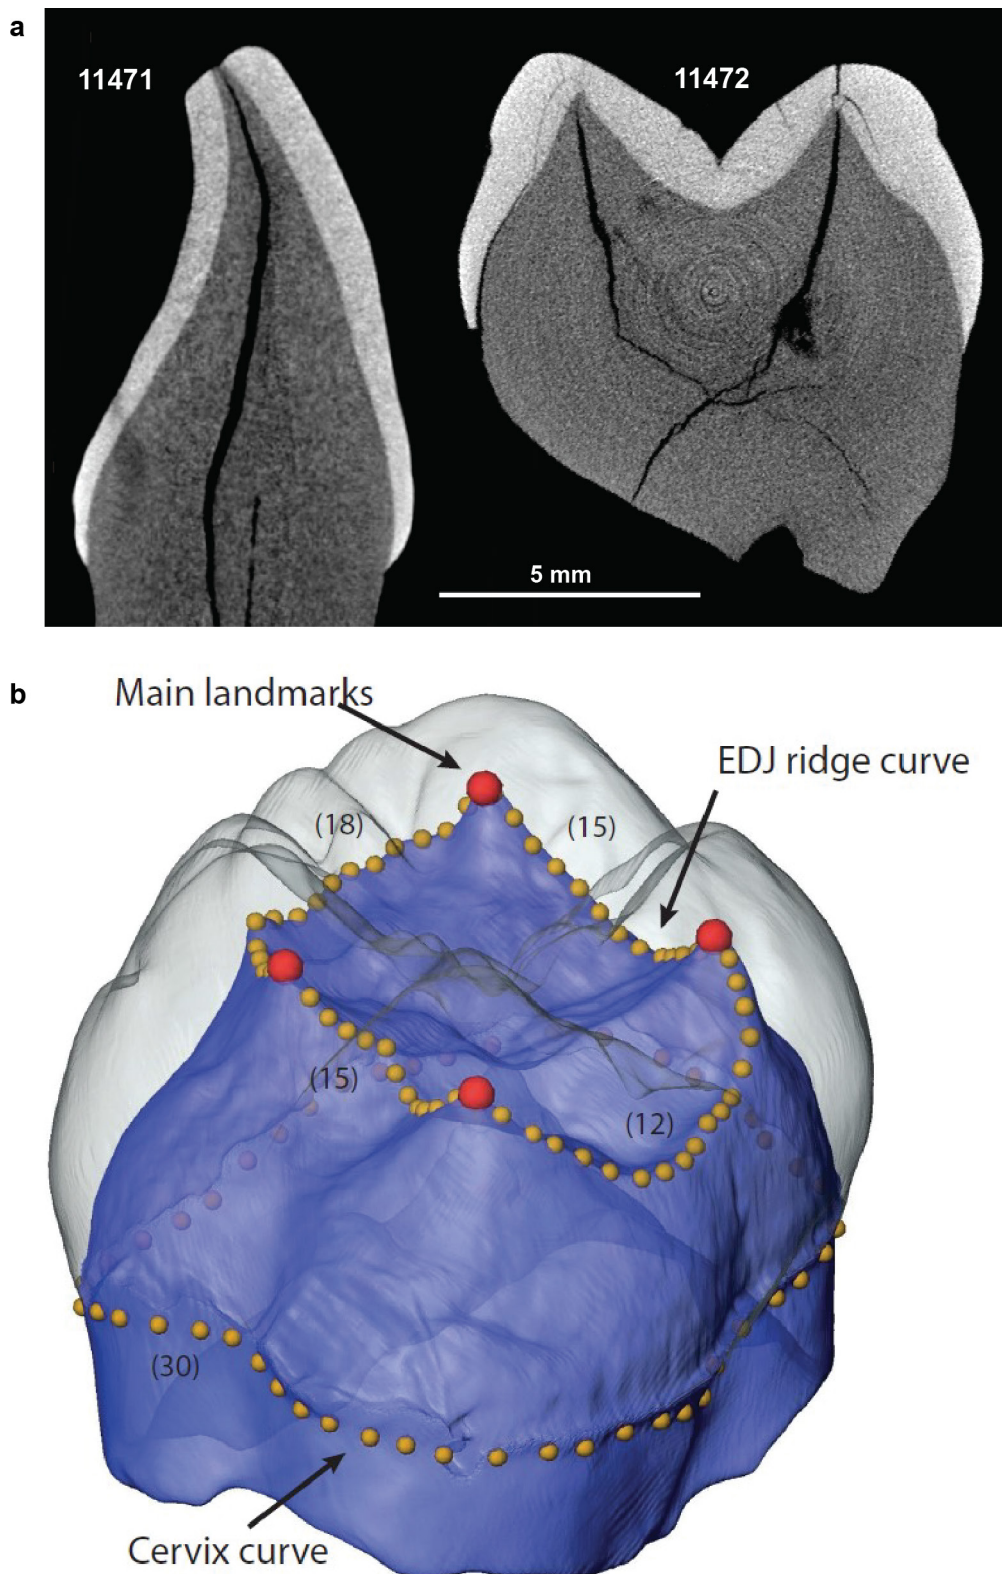 a
11471
11472
5 mm
b
Main landmarks
EDJ ridge curve
(18)
(15)
(15)
(12)
(30)
Cervix curve